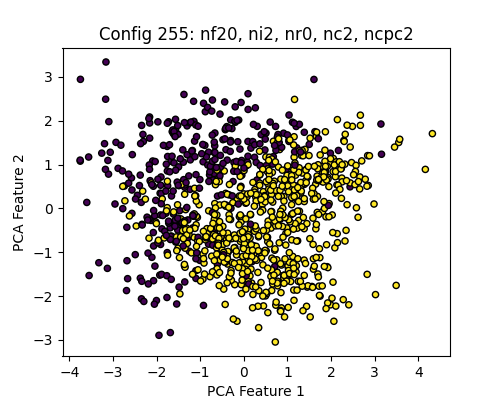 Config 255: nf20, ni2, nr0, nc2, ncpc2
3
2
1
0
−1
−2
−3
PCA Feature 2
−4 −3 −2 −1 0 1 2 3 4
PCA Feature 1